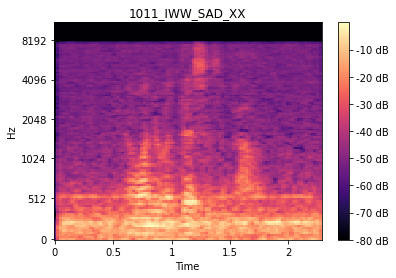 1011_IWW_SAD_XX
8192
4096
2048
1024
512
0
Hz
0
0.5
1
1.5
2
Time
-10 dB
-20 dB
-30 dB
-40 dB
-50 dB
-60 dB
-70 dB
-80 dB